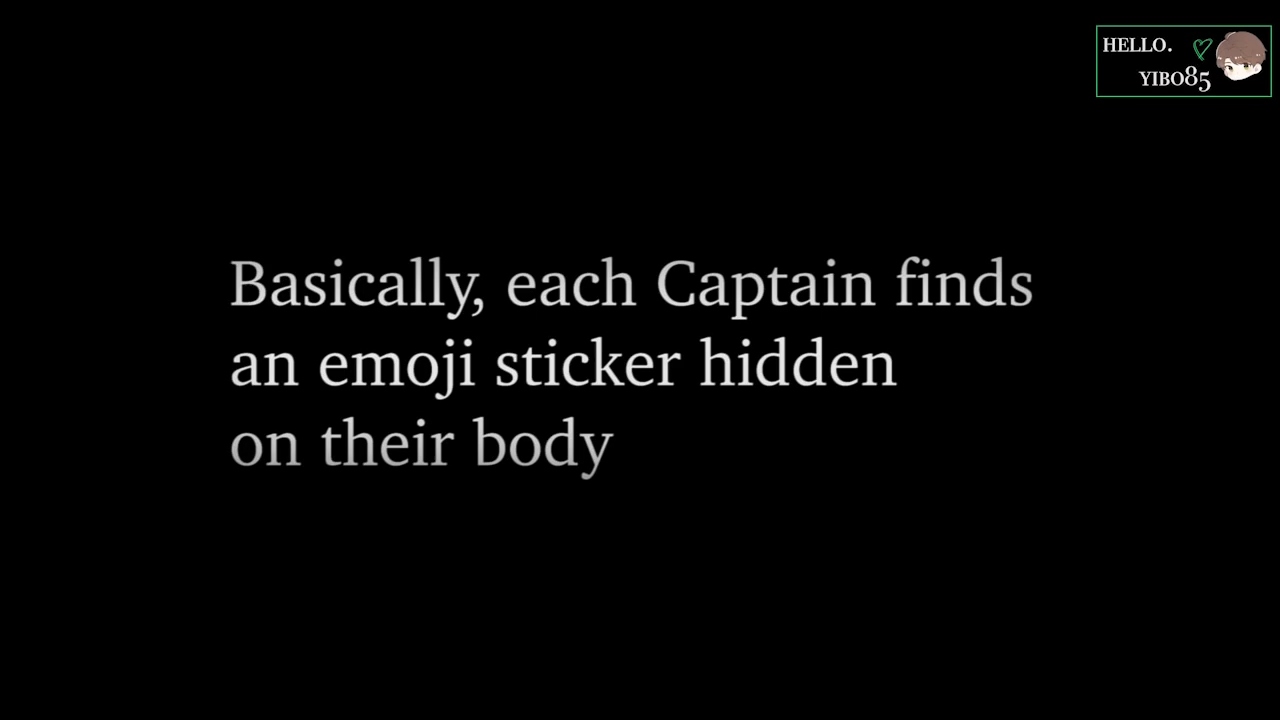 HELLO.
YIBO85
Basically, each Captain finds
an emoji sticker hidden
on their body